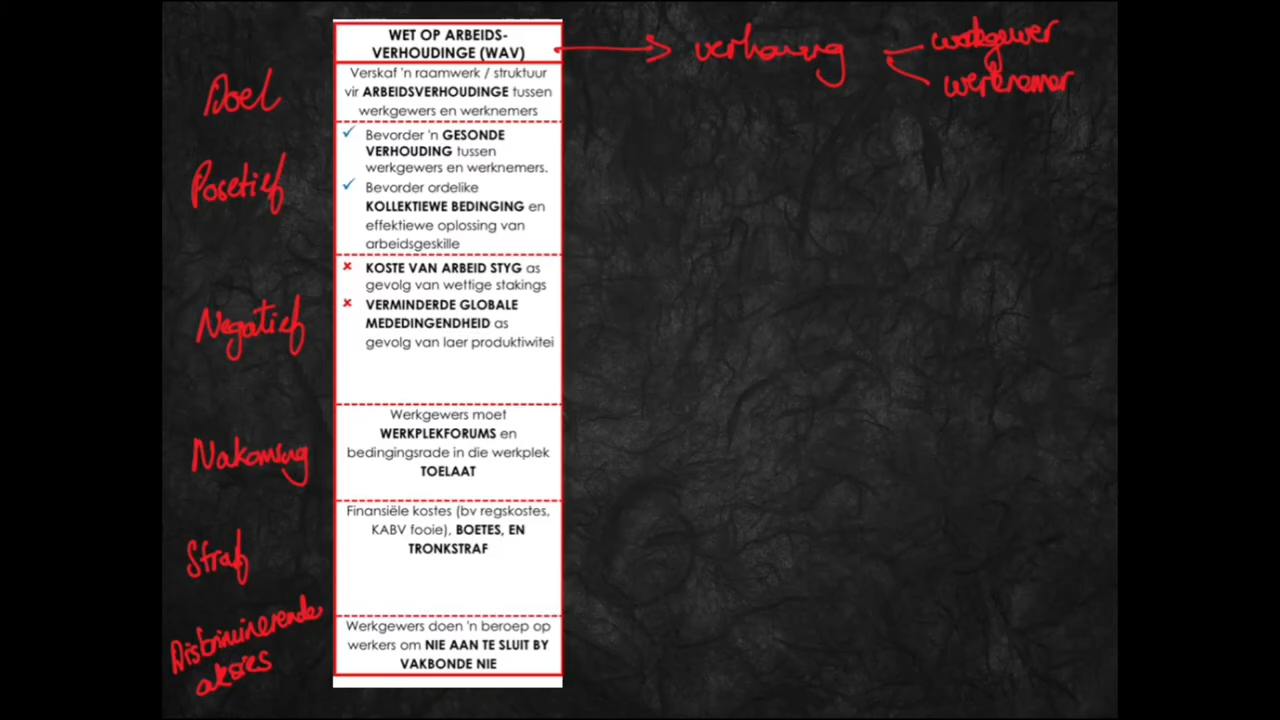 WET OP ARBEIDS-
VERHOUDINGE (WAV)
verhouing
werkgewer
werknemer
Doel
Verskaf 'n raamwerk / struktuur
vir ARBEIDSVERHOUDINGE tussen
werkgewers en werknemers
Posetief
✓ Bevorder 'n GESONDE
VERHOUDING tussen
werkgewers en werknemers.
✓ Bevorder ordelike
KOLLEKTIEWE BEDINGING en
effektiewe oplossing van
arbeidsgeskille
Negatief
× KOSTE VAN ARBEID STYG as
gevolg van wettige stakings
× VERMINDERDE GLOBALE
MEDEDINGENDHEID as
gevolg van laer produktiwitei
Nakoming
Werkgewers moet
WERKPLEKFORUMS en
bedingingsrade in die werkplek
TOELAAT
Straf
Finansiële kostes (bv regskostes,
KABV fooie), BOETES, EN
TRONKSTRAF
Diskriminerende
aksies
Werkgewers doen 'n beroep op
werkers om NIE AAN TE SLUIT BY
VAKBONDE NIE